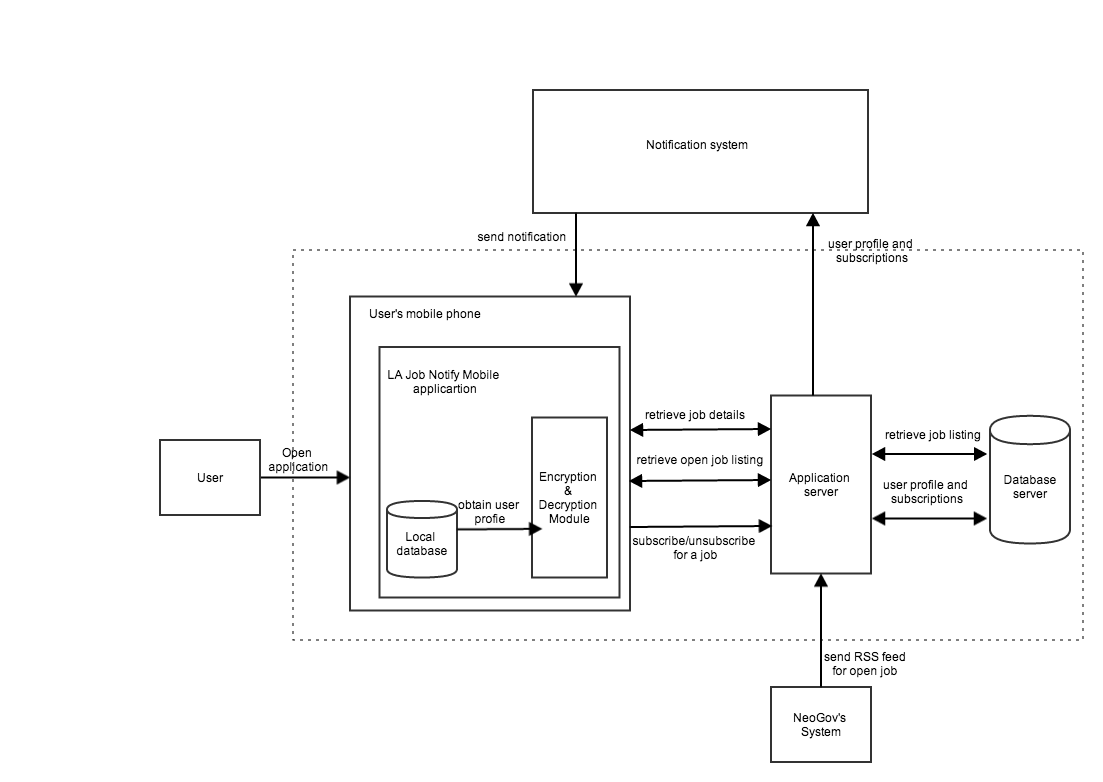 Notification system
send notification
user profile and
subscriptions
User's mobile phone
LA Job Notify Mobile
applicartion
retrieve job details
retrieve job listing
Open
application
User
retrieve open job listing
Encryption
&
Decryption
Module
Application
server
Database
server
user profile and
subscriptions
obtain user
profie
Local
database
subscribe/unsubscribe
for a job
send RSS feed
for open job
NeoGov's
System